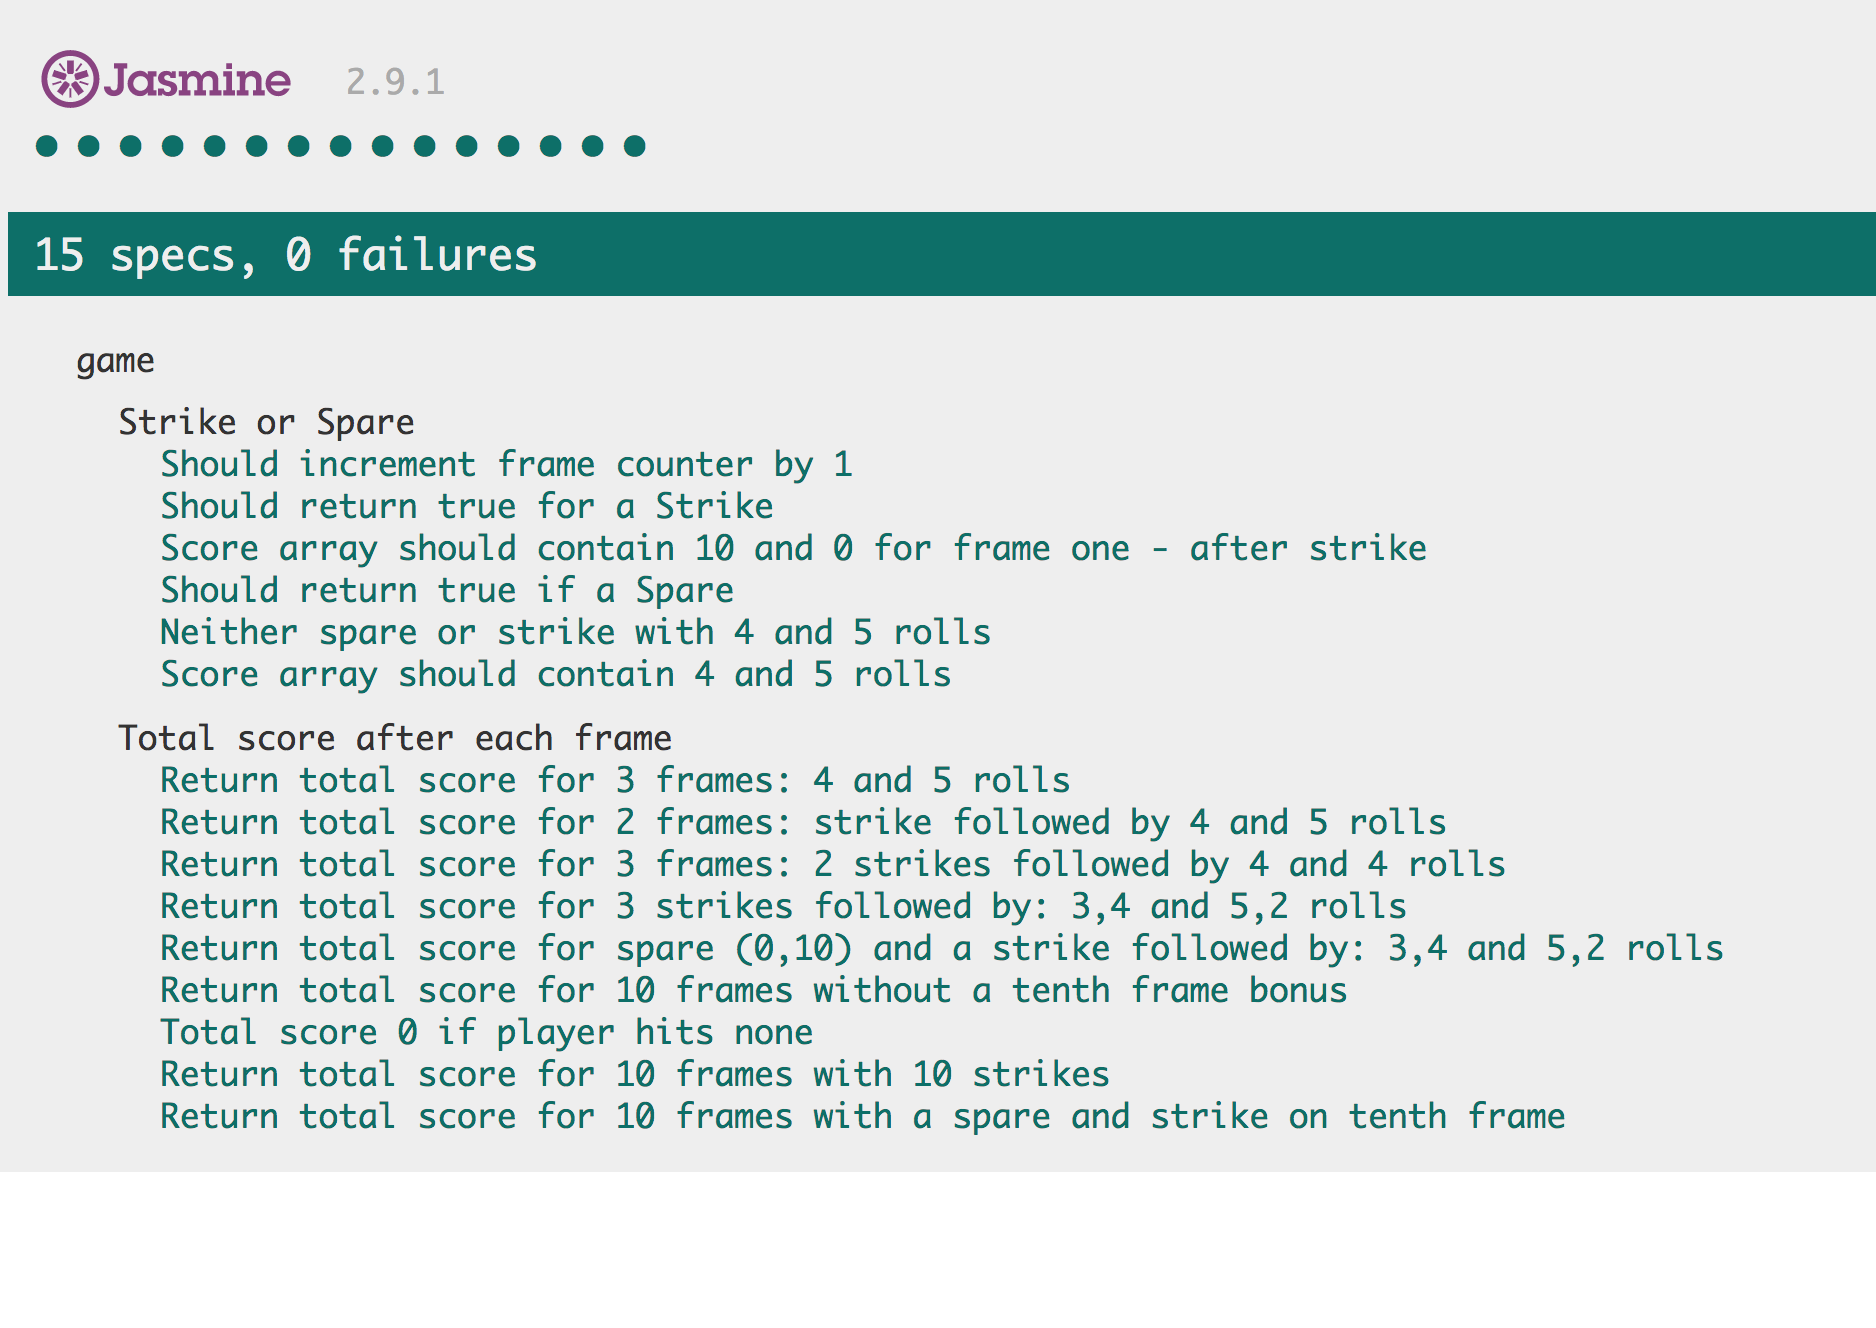 Jasmine 2.9.1
15 specs, 0 failures
game
Strike or Spare
Should increment frame counter by 1
Should return true for a Strike
Score array should contain 10 and 0 for frame one - after strike
Should return true if a Spare
Neither spare or strike with 4 and 5 rolls
Score array should contain 4 and 5 rolls
Total score after each frame
Return total score for 3 frames: 4 and 5 rolls
Return total score for 2 frames: strike followed by 4 and 5 rolls
Return total score for 3 frames: 2 strikes followed by 4 and 4 rolls
Return total score for 3 strikes followed by: 3,4 and 5,2 rolls
Return total score for spare (0,10) and a strike followed by: 3,4 and 5,2 rolls
Return total score for 10 frames without a tenth frame bonus
Total score 0 if player hits none
Return total score for 10 frames with 10 strikes
Return total score for 10 frames with a spare and strike on tenth frame